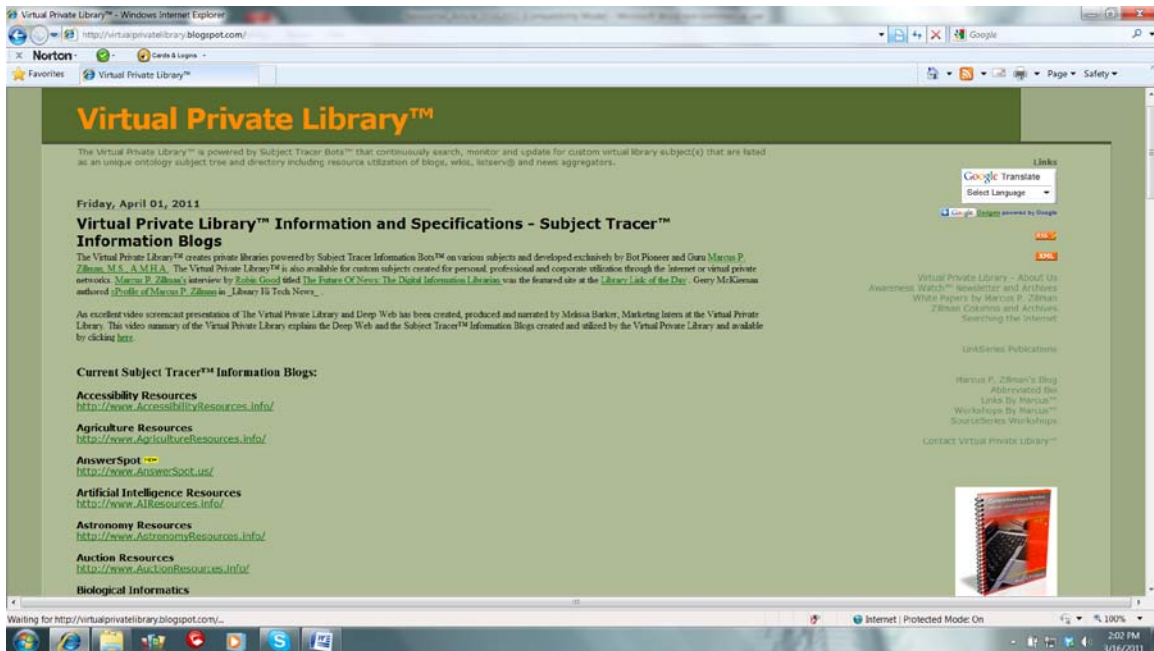 Virtual Private Library™ - Windows Internet Explorer
http://virtualprivatelibrary.blogspot.com/
Google
Norton
Cards & Logins
Favorites
Virtual Private Library™
Page
Safety
Virtual Private Library™
The Virtual Private Library™ is powered by Subject Tracer Bots™ that continuously search, monitor and update for custom virtual library subject(s) that are listed
as an unique ontology subject tree and directory including resource utilization of blogs, wikis, listserv® and news aggregators.
Friday, April 01, 2011
Virtual Private Library™ Information and Specifications - Subject Tracer™
Information Blogs
The Virtual Private Library™ creates private libraries powered by Subject Tracer Information Bots™ on various subjects and developed exclusively by Bot Pioneer and Guru Marcus P.
Zillman, M.S., A.M.H.A. The Virtual Private Library™ is also available for custom subjects created for personal, professional and corporate utilization through the Internet or virtual private
networks. Marcus P. Zillman's interview by Robin Good titled The Future Of News: The Digital Information Librarian was the featured site at the Library Link of the Day . Gerry McKiernan
authored eProfile of Marcus P. Zillman in _Library Hi Tech News_ .
An excellent video screencast presentation of The Virtual Private Library and Deep Web has been created, produced and narrated by Melissa Barker, Marketing Intern at the Virtual Private
Library. This video summary of the Virtual Private Library explains the Deep Web and the Subject Tracer™ Information Blogs created and utilized by the Virtual Private Library and available
by clicking here.
Current Subject Tracer™ Information Blogs:
Accessibility Resources
http://www.AccessibilityResources.info/
Agriculture Resources
http://www.AgricultureResources.info/
AnswerSpot NEW
http://www.AnswerSpot.us/
Artificial Intelligence Resources
http://www.AIResources.info/
Astronomy Resources
http://www.AstronomyResources.info/
Auction Resources
http://www.AuctionResources.info/
Biological Informatics
Links
Google Translate
Select Language
Google Gadgets powered by Google
XML
Virtual Private Library - About Us
Awareness Watch™ Newsletter and Archives
White Papers by Marcus P. Zillman
Zillman Columns and Archives
Searching the Internet
LinkSeries Publications
Marcus P. Zillman's Blog
Abbreviated Bio
Links By Marcus™
Workshops By Marcus™
SourceSeries Workshops
Contact Virtual Private Library™
Waiting for http://virtualprivatelibrary.blogspot.com/...
Internet | Protected Mode: On
100%
2:02 PM
3/16/2011